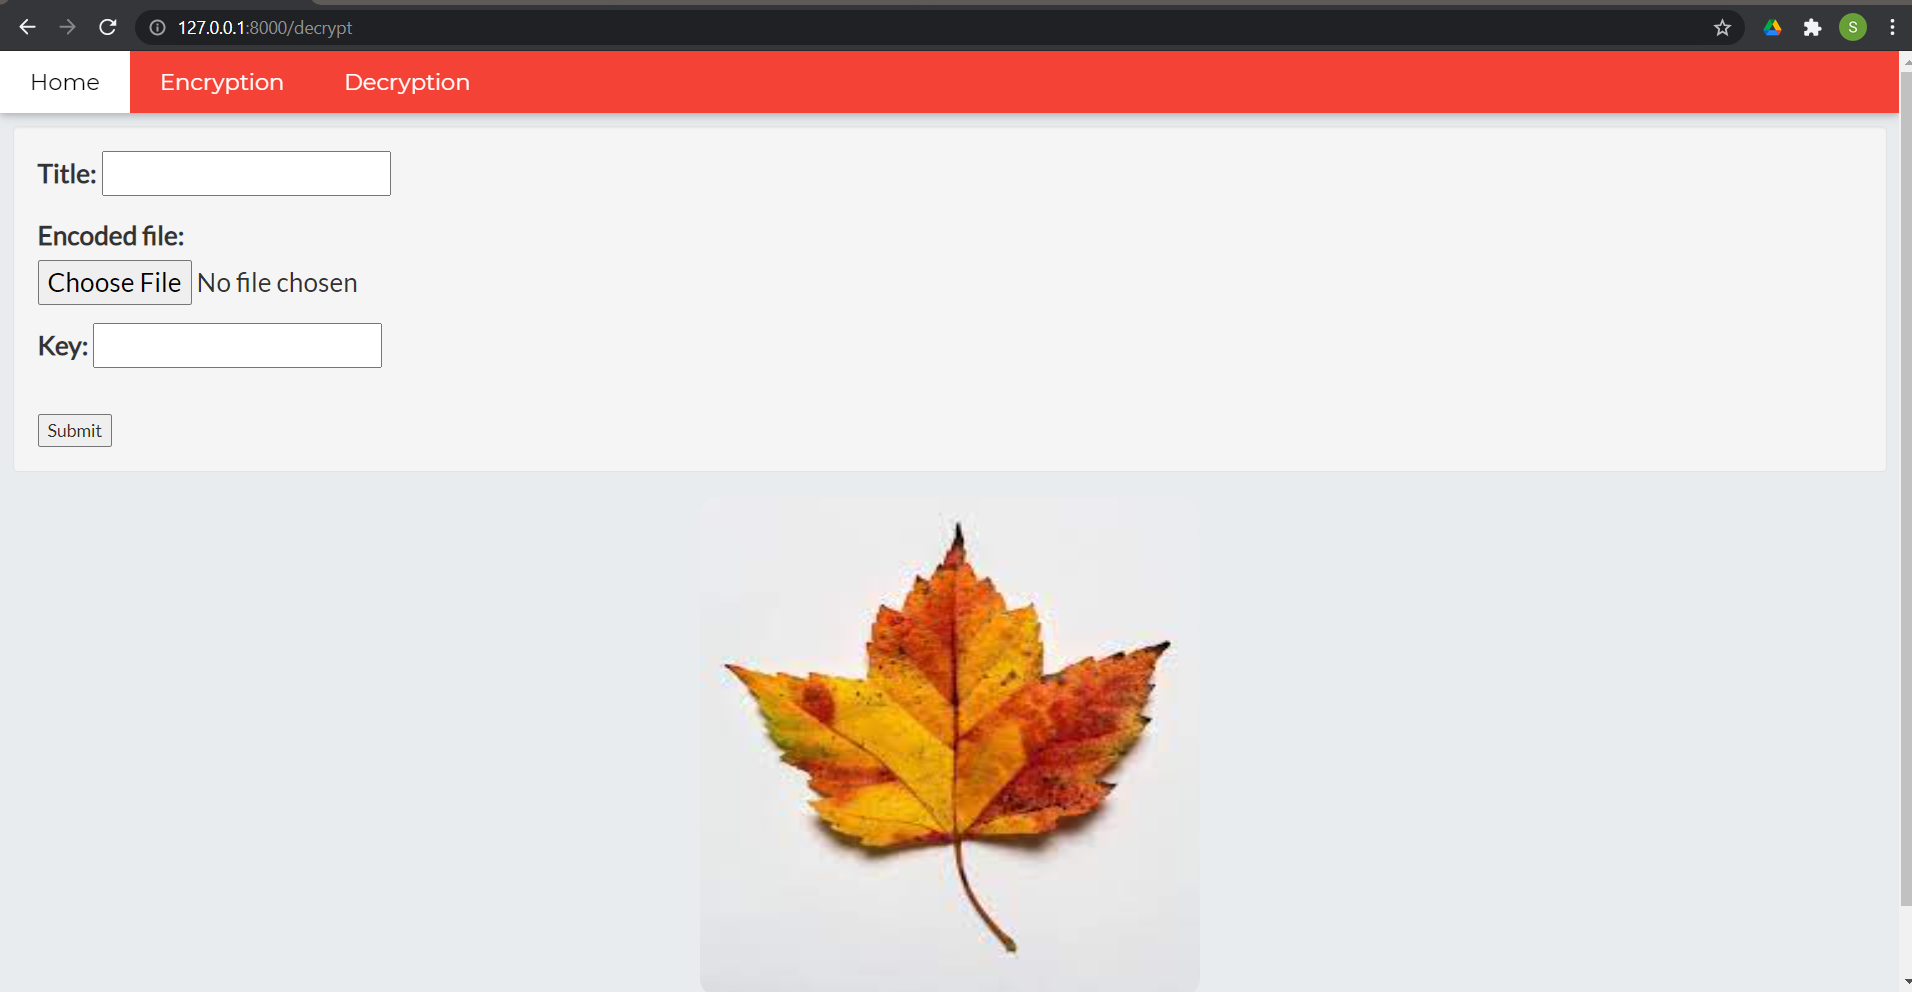 127.0.0.1:8000/decrypt
S
Home Encryption Decryption
Title:
Encoded file:
Choose File No file chosen
Key:
Submit